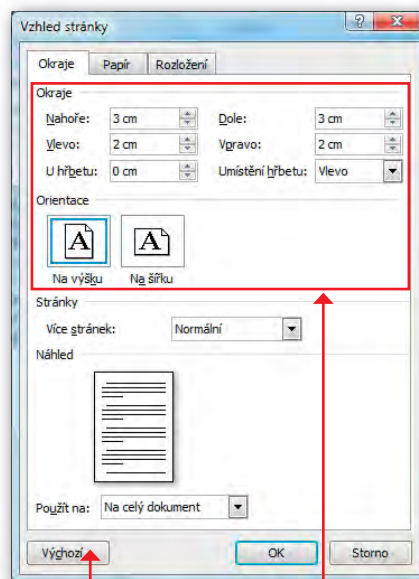 Vzhled stránky
Okraje Papír Rozložení
Okraje
Nahoře: 3 cm Dole: 3 cm
Vlevo: 2 cm Vpravo: 2 cm
U hřbetu: 0 cm Umístění hřbetu: Vlevo
Orientace
A A
Na výšku Na šířku
Stránky
Více stránek: Normální
Náhled
Použít na: Na celý dokument
Výchozí OK Storno